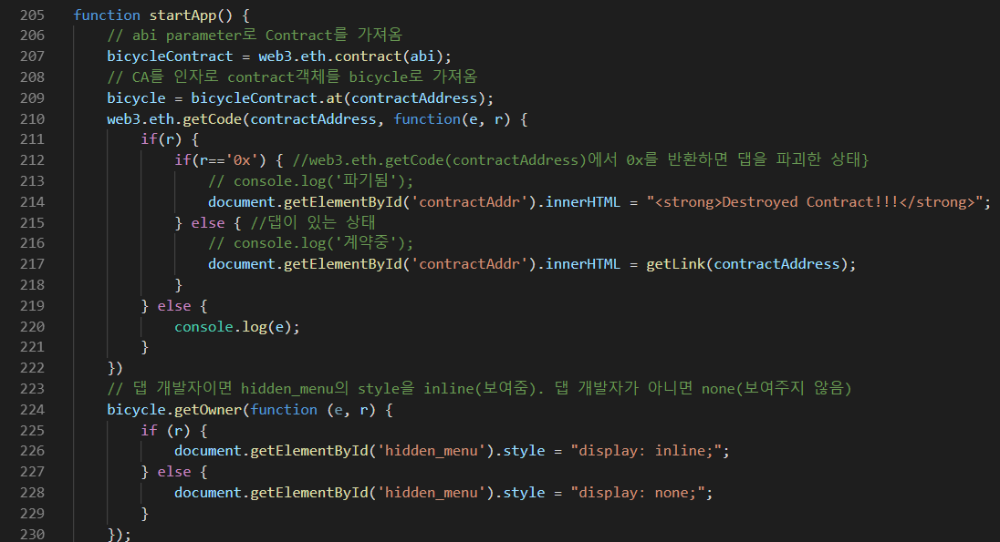 205 function startApp() {
206 // abi parameter로 Contract를 가져옴
207 bicycleContract = web3.eth.contract(abi);
208 // CA를 인자로 contract객체를 bicycle로 가져옴
209 bicycle = bicycleContract.at(contractAddress);
210 web3.eth.getCode(contractAddress, function(e, r) {
211 if(r) {
212 if(r=='0x') { //web3.eth.getCode(contractAddress)에서 0x를 반환하면 댑을 파괴한 상태}
213 // console.log('파기됨');
214 document.getElementById('contractAddr').innerHTML = "<strong>Destroyed Contract!!!</strong>";
215 } else { //댑이 있는 상태
216 // console.log('계약중');
217 document.getElementById('contractAddr').innerHTML = getLink(contractAddress);
218 }
219 } else {
220 console.log(e);
221 }
222 })
223 // 댑 개발자이면 hidden_menu의 style을 inline(보여줌). 댑 개발자가 아니면 none(보여주지 않음)
224 bicycle.getOwner(function (e, r) {
225 if (r) {
226 document.getElementById('hidden_menu').style = "display: inline;";
227 } else {
228 document.getElementById('hidden_menu').style = "display: none;";
229 }
230 });